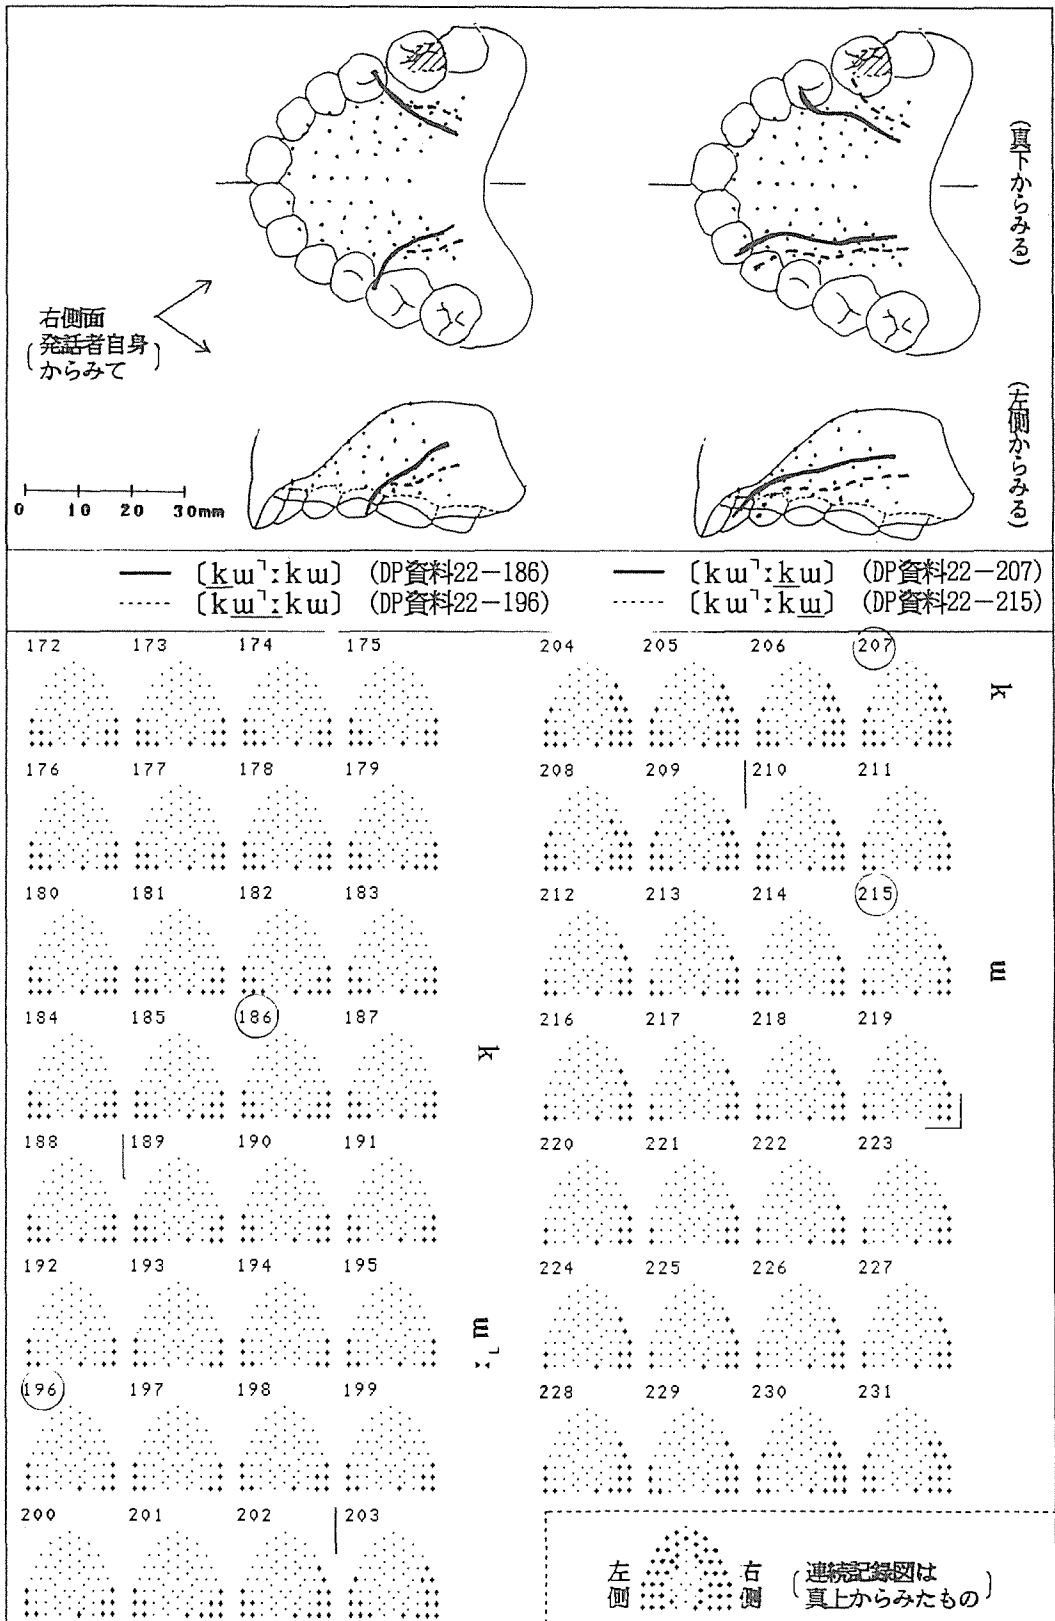 (真下からみる)
右側面
(発話者自身
からみて)
(左側からみる)
0 10 20 30mm
〔kɯ̚ːkɯ〕 (DP資料22−186) 〔kɯ̚ːkɯ〕 (DP資料22−207)
〔kɯ̚ːkɯ〕 (DP資料22−196) 〔kɯ̚ːkɯ〕 (DP資料22−215)
172 173 174 175 204 205 206 207
k
176 177 178 179 208 209 210 211
180 181 182 183 212 213 214 215
ɯ
184 185 186 187 216 217 218 219
k
188 189 190 191 220 221 222 223
192 193 194 195 224 225 226 227
ɯ̚ː
196 197 198 199 228 229 230 231
200 201 202 203
左側 右側 (連続記録図は
真上からみたもの)